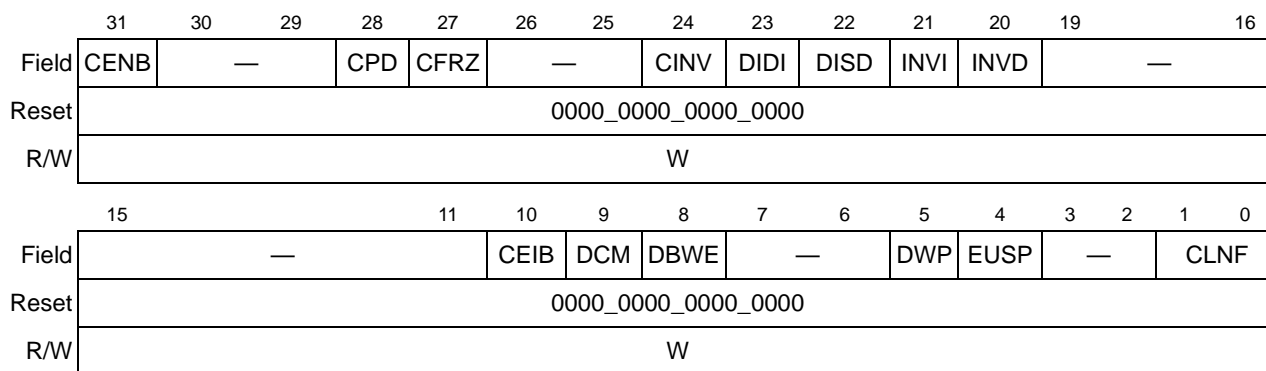 31 30 29 28 27 26 25 24 23 22 21 20 19 16
Field CENB — CPD CFRZ — CINV DIDI DISD INVI INVD —
Reset 0000_0000_0000_0000
R/W W
15 11 10 9 8 7 6 5 4 3 2 1 0
Field — CEIB DCM DBWE — DWP EUSP — CLNF
Reset 0000_0000_0000_0000
R/W W